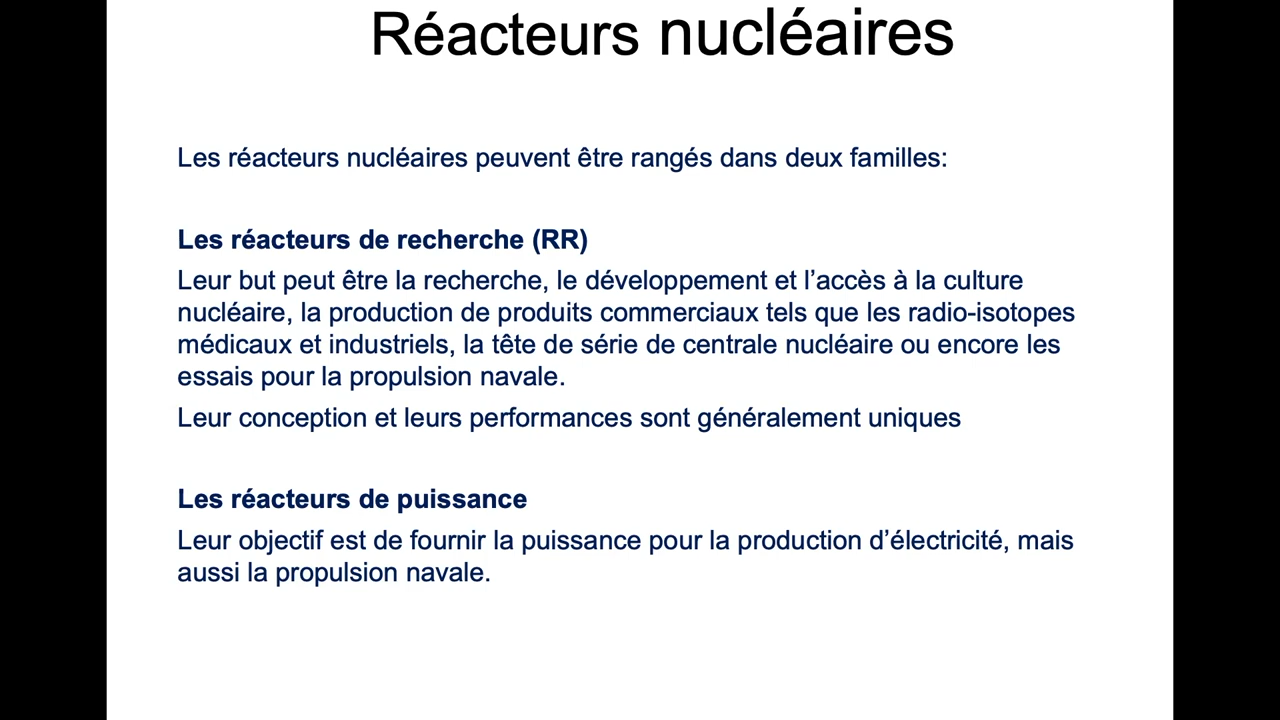 Réacteurs nucléaires
Les réacteurs nucléaires peuvent être rangés dans deux familles:
Les réacteurs de recherche (RR)
Leur but peut être la recherche, le développement et l’accès à la culture
nucléaire, la production de produits commerciaux tels que les radio-isotopes
médicaux et industriels, la tête de série de centrale nucléaire ou encore les
essais pour la propulsion navale.
Leur conception et leurs performances sont généralement uniques
Les réacteurs de puissance
Leur objectif est de fournir la puissance pour la production d’électricité, mais
aussi la propulsion navale.